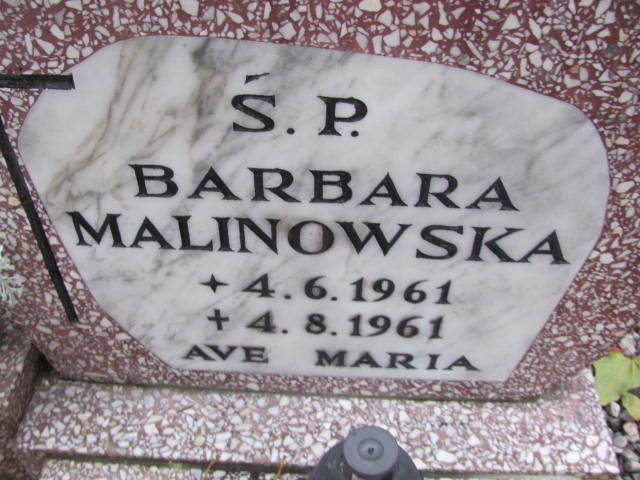 Ś. P.
BARBARA
MALINOWSKA
✦ 4.6.1961
✝ 4.8.1961
AVE MARIA